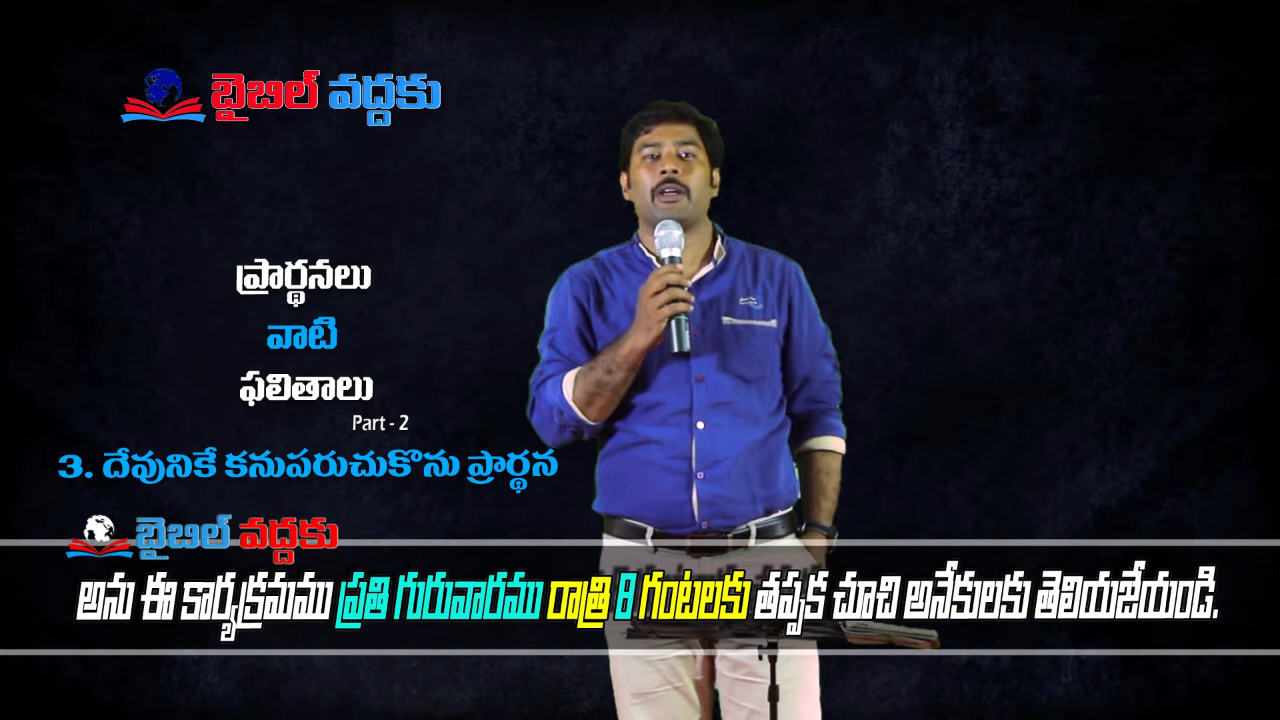 బైబిల్ వద్దకు
ప్రార్థనలు
వాటి
ఫలితాలు
Part - 2
3. దేవునికే కనుపరుచుకొను ప్రార్థన
బైబిల్ వద్దకు
అను ఈ కార్యక్రమము ప్రతి గురువారము రాత్రి 8 గంటలకు తప్పక చూచి అనేకులకు తెలియజేయండి.